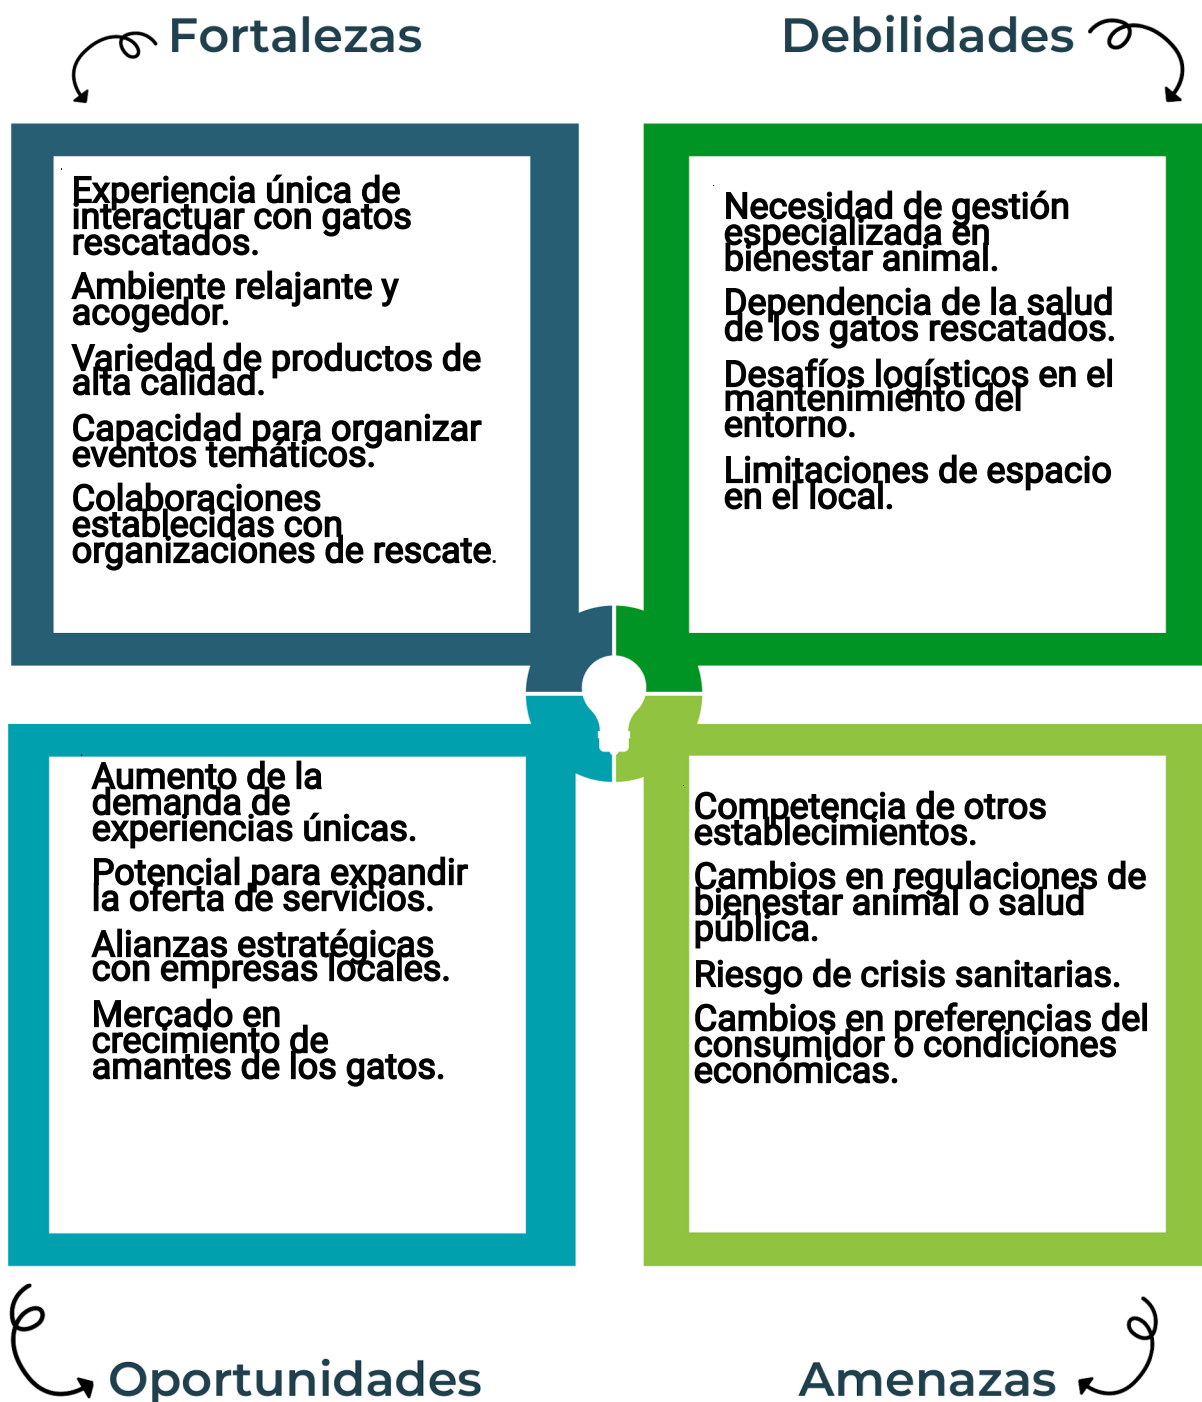 Fortalezas
Experiencia única de
interactuar con gatos
rescatados.
Ambiente relajante y
acogedor.
Variedad de productos de
alta calidad.
Capacidad para organizar
eventos temáticos.
Colaboraciones
establecidas con
organizaciones de rescate.
Debilidades
Necesidad de gestión
especializada en
bienestar animal.
Dependencia de la salud
de los gatos rescatados.
Desafíos logísticos en el
mantenimiento del
entorno.
Limitaciones de espacio
en el local.
Aumento de la
demanda de
experiencias únicas.
Potencial para expandir
la oferta de servicios.
Alianzas estratégicas
con empresas locales.
Mercado en
crecimiento de
amantes de los gatos.
Oportunidades
Competencia de otros
establecimientos.
Cambios en regulaciones de
bienestar animal o salud
pública.
Riesgo de crisis sanitarias.
Cambios en preferencias del
consumidor o condiciones
económicas.
Amenazas